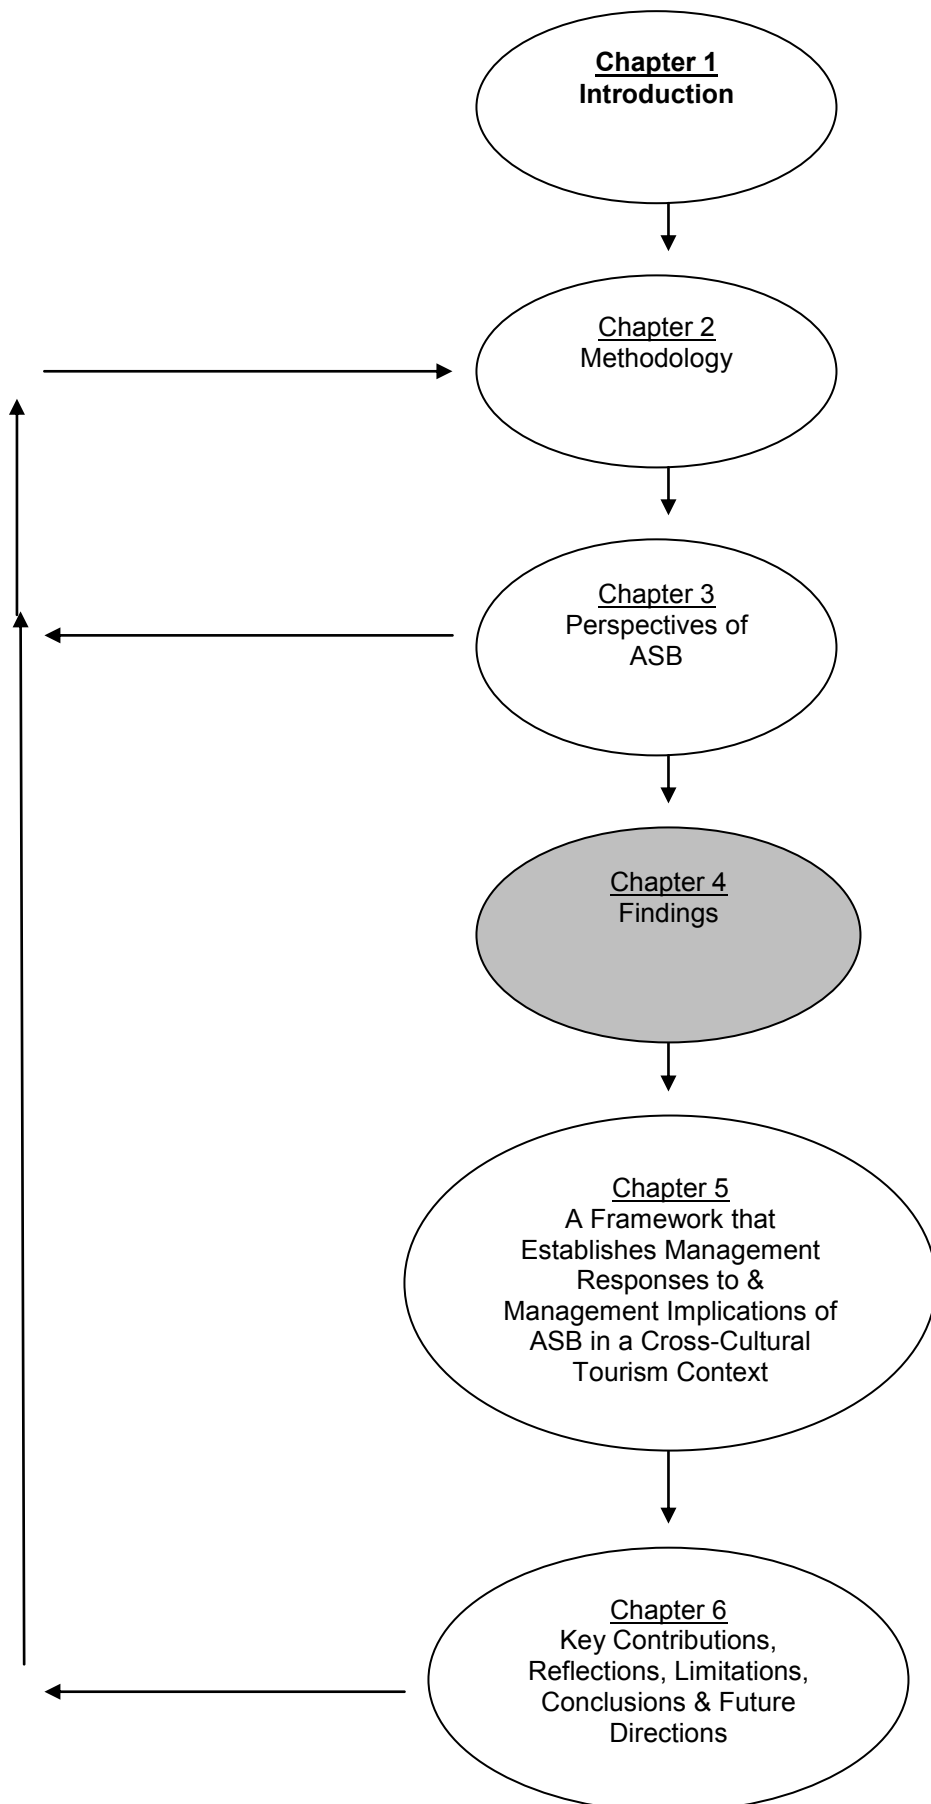 Chapter 1
Introduction
Chapter 2
Methodology
Chapter 3
Perspectives of
ASB
Chapter 4
Findings
Chapter 5
A Framework that
Establishes Management
Responses to &
Management Implications of
ASB in a Cross-Cultural
Tourism Context
Chapter 6
Key Contributions,
Reflections, Limitations,
Conclusions & Future
Directions